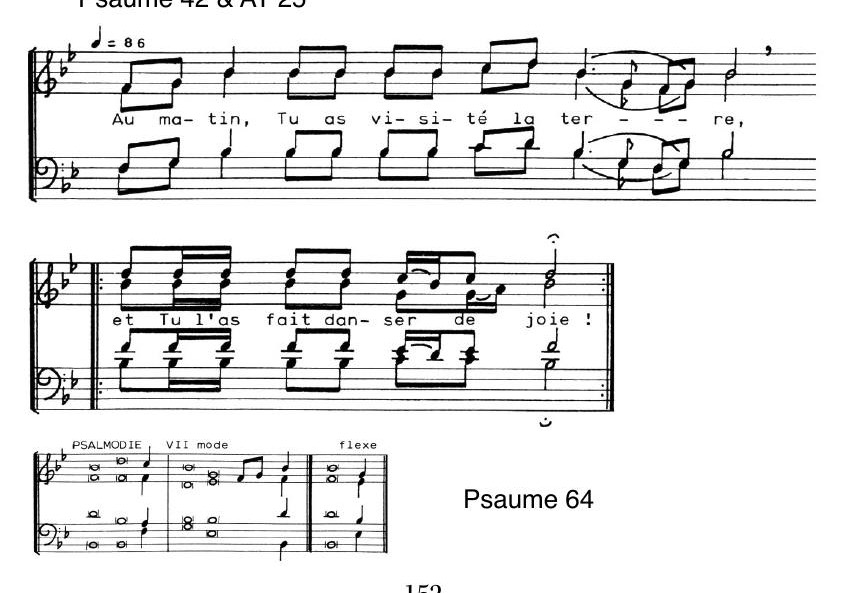 Psaume 42 & AT 25
♪ = 86
Au ma- tin, Tu as vi- si- té la ter - - - re,
et Tu l'as fait dan- ser de joie !
PSALMODIE VII mode flexe
Psaume 64
152